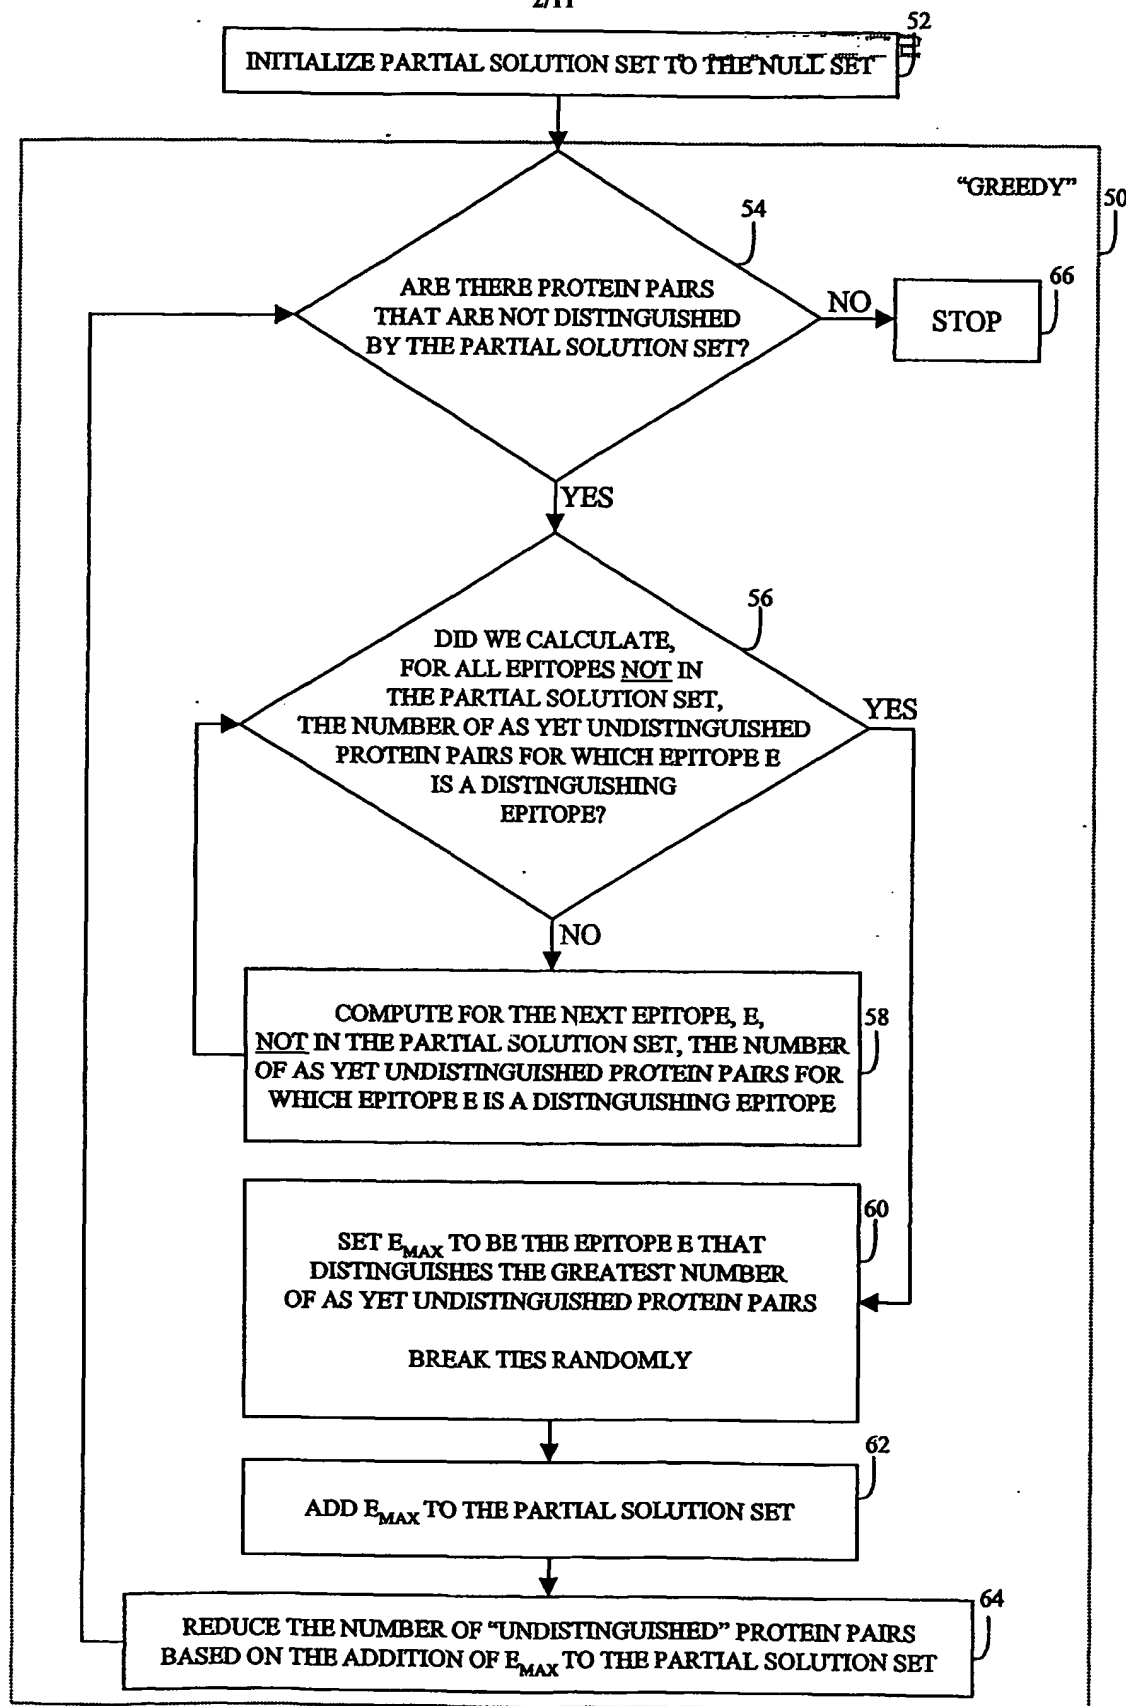 2/11
52
INITIALIZE PARTIAL SOLUTION SET TO THE NULL SET
"GREEDY"
50
54
ARE THERE PROTEIN PAIRS
THAT ARE NOT DISTINGUISHED
BY THE PARTIAL SOLUTION SET?
NO
66
STOP
YES
56
DID WE CALCULATE,
FOR ALL EPITOPES NOT IN
THE PARTIAL SOLUTION SET,
THE NUMBER OF AS YET UNDISTINGUISHED
PROTEIN PAIRS FOR WHICH EPITOPE E
IS A DISTINGUISHING
EPITOPE?
YES
NO
COMPUTE FOR THE NEXT EPITOPE, E,
NOT IN THE PARTIAL SOLUTION SET, THE NUMBER
OF AS YET UNDISTINGUISHED PROTEIN PAIRS FOR
WHICH EPITOPE E IS A DISTINGUISHING EPITOPE
58
60
SET EMAX TO BE THE EPITOPE E THAT
DISTINGUISHES THE GREATEST NUMBER
OF AS YET UNDISTINGUISHED PROTEIN PAIRS
BREAK TIES RANDOMLY
62
ADD EMAX TO THE PARTIAL SOLUTION SET
64
REDUCE THE NUMBER OF "UNDISTINGUISHED" PROTEIN PAIRS
BASED ON THE ADDITION OF EMAX TO THE PARTIAL SOLUTION SET